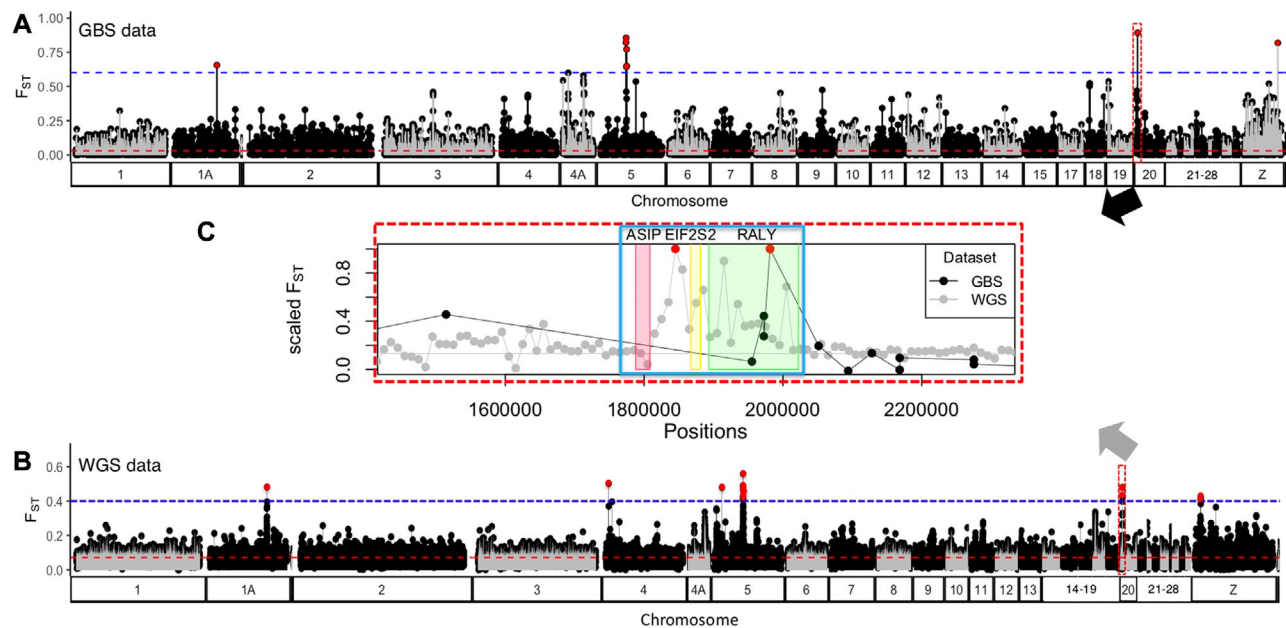 A
GBS data
1.00
0.75
0.50
0.25
0.00
FST
1 1A 2 3 4 4A 5 6 7 8 9 10 11 12 13 14 15 17 18 19 20 21-28 Z
Chromosome
C
ASIP EIF2S2 RALY
Dataset
GBS
WGS
scaled FST
0.8
0.4
0.0
1600000 1800000 2000000 2200000
Positions
B
WGS data
0.6
0.4
0.2
0.0
FST
1 1A 2 3 4 4A 5 6 7 8 9 10 11 12 13 14-19 20 21-28 Z
Chromosome